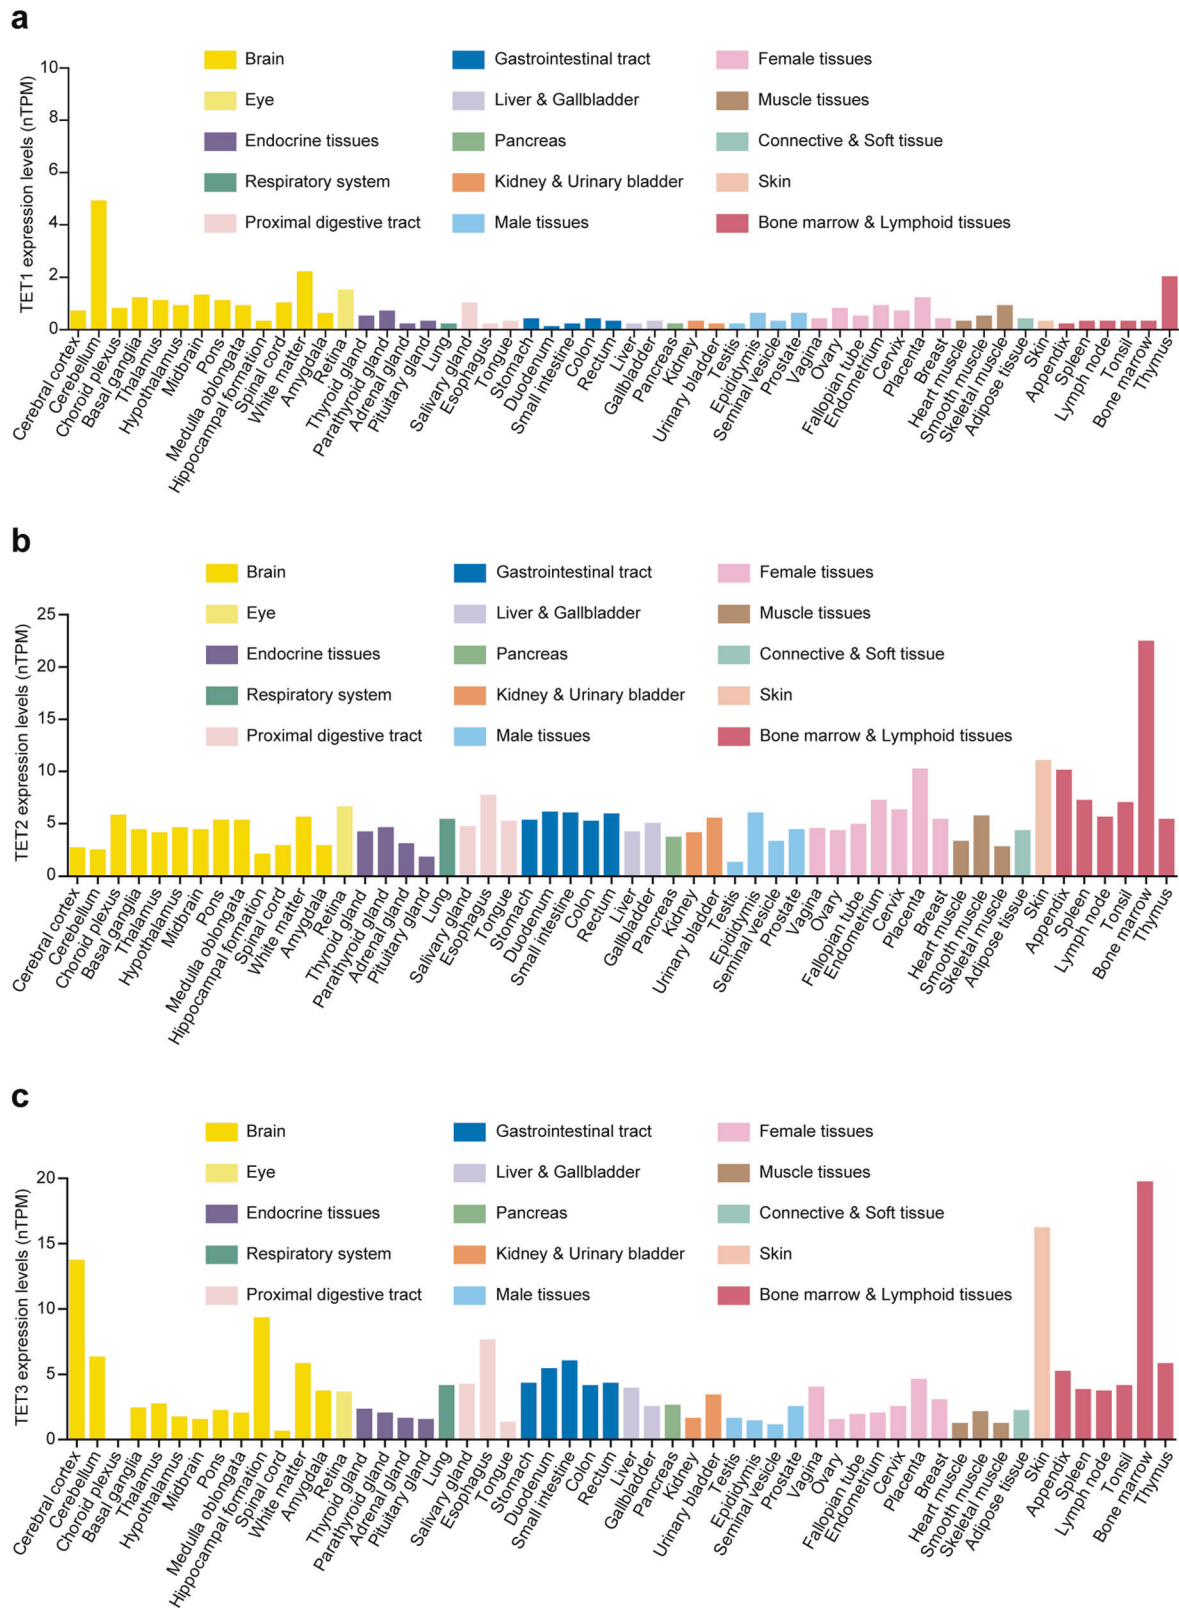 a
TET1 expression levels (nTPM)
10
8
6
4
2
0
Brain
Gastrointestinal tract
Female tissues
Eye
Liver & Gallbladder
Muscle tissues
Endocrine tissues
Pancreas
Connective & Soft tissue
Respiratory system
Kidney & Urinary bladder
Skin
Proximal digestive tract
Male tissues
Bone marrow & Lymphoid tissues
Cerebral cortex
Cerebellum
Choroid plexus
Basal ganglia
Thalamus
Hypothalamus
Midbrain
Pons
Medulla oblongata
Hippocampal formation
Spinal cord
White matter
Amygdala
Retina
Thyroid gland
Parathyroid gland
Adrenal gland
Pituitary gland
Lung
Salivary gland
Esophagus
Tongue
Stomach
Duodenum
Small intestine
Colon
Rectum
Liver
Gallbladder
Pancreas
Kidney
Urinary bladder
Testis
Epididymis
Seminal vesicle
Prostate
Vagina
Ovary
Fallopian tube
Endometrium
Cervix
Placenta
Breast
Heart muscle
Smooth muscle
Skeletal muscle
Adipose tissue
Skin
Appendix
Spleen
Lymph node
Tonsil
Bone marrow
Thymus
b
TET2 expression levels (nTPM)
25
20
15
10
5
0
Brain
Gastrointestinal tract
Female tissues
Eye
Liver & Gallbladder
Muscle tissues
Endocrine tissues
Pancreas
Connective & Soft tissue
Respiratory system
Kidney & Urinary bladder
Skin
Proximal digestive tract
Male tissues
Bone marrow & Lymphoid tissues
Cerebral cortex
Cerebellum
Choroid plexus
Basal ganglia
Thalamus
Hypothalamus
Midbrain
Pons
Medulla oblongata
Hippocampal formation
Spinal cord
White matter
Amygdala
Retina
Thyroid gland
Parathyroid gland
Adrenal gland
Pituitary gland
Lung
Salivary gland
Esophagus
Tongue
Stomach
Duodenum
Small intestine
Colon
Rectum
Liver
Gallbladder
Pancreas
Kidney
Urinary bladder
Testis
Epididymis
Seminal vesicle
Prostate
Vagina
Ovary
Fallopian tube
Endometrium
Cervix
Placenta
Breast
Heart muscle
Smooth muscle
Skeletal muscle
Adipose tissue
Skin
Appendix
Spleen
Lymph node
Tonsil
Bone marrow
Thymus
c
TET3 expression levels (nTPM)
20
15
10
5
0
Brain
Gastrointestinal tract
Female tissues
Eye
Liver & Gallbladder
Muscle tissues
Endocrine tissues
Pancreas
Connective & Soft tissue
Respiratory system
Kidney & Urinary bladder
Skin
Proximal digestive tract
Male tissues
Bone marrow & Lymphoid tissues
Cerebral cortex
Cerebellum
Choroid plexus
Basal ganglia
Thalamus
Hypothalamus
Midbrain
Pons
Medulla oblongata
Hippocampal formation
Spinal cord
White matter
Amygdala
Retina
Thyroid gland
Parathyroid gland
Adrenal gland
Pituitary gland
Lung
Salivary gland
Esophagus
Tongue
Stomach
Duodenum
Small intestine
Colon
Rectum
Liver
Gallbladder
Pancreas
Kidney
Urinary bladder
Testis
Epididymis
Seminal vesicle
Prostate
Vagina
Ovary
Fallopian tube
Endometrium
Cervix
Placenta
Breast
Heart muscle
Smooth muscle
Skeletal muscle
Adipose tissue
Skin
Appendix
Spleen
Lymph node
Tonsil
Bone marrow
Thymus